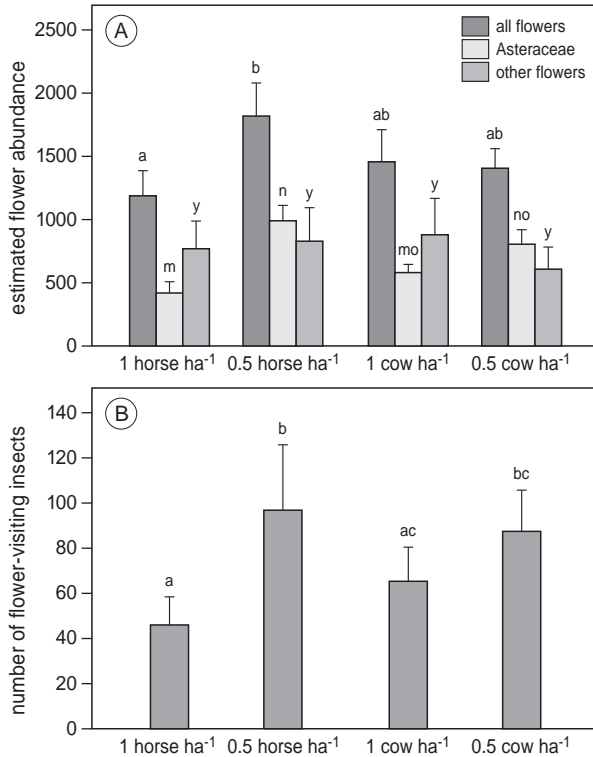 A
all flowers
Asteraceae
other flowers
estimated flower abundance
2500
2000
1500
1000
500
0
a
m
y
b
n
y
ab
mo
y
ab
no
y
1 horse ha-1
0.5 horse ha-1
1 cow ha-1
0.5 cow ha-1
B
number of flower-visiting insects
140
120
100
80
60
40
20
0
a
b
ac
bc
1 horse ha-1
0.5 horse ha-1
1 cow ha-1
0.5 cow ha-1